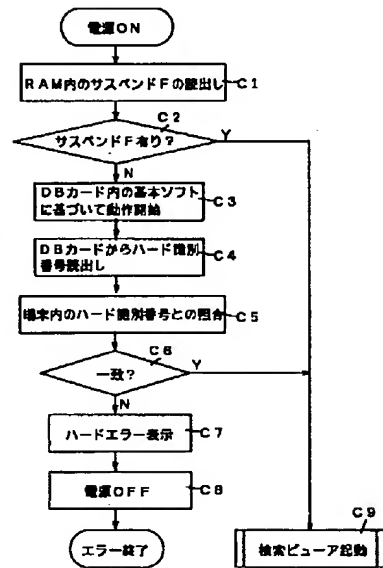 電源ON
RAM内のサスペンドFの読出し
C1
C2
サスペンドF有り?
Y
N
DBカード内の基本ソフト
に基づいて動作開始
C3
DBカードからハード識別
番号読出し
C4
端末内のハード識別番号との照合
C5
C6
一致?
Y
N
ハードエラー表示
C7
電源OFF
C8
C9
エラー終了
検索ビューア起動